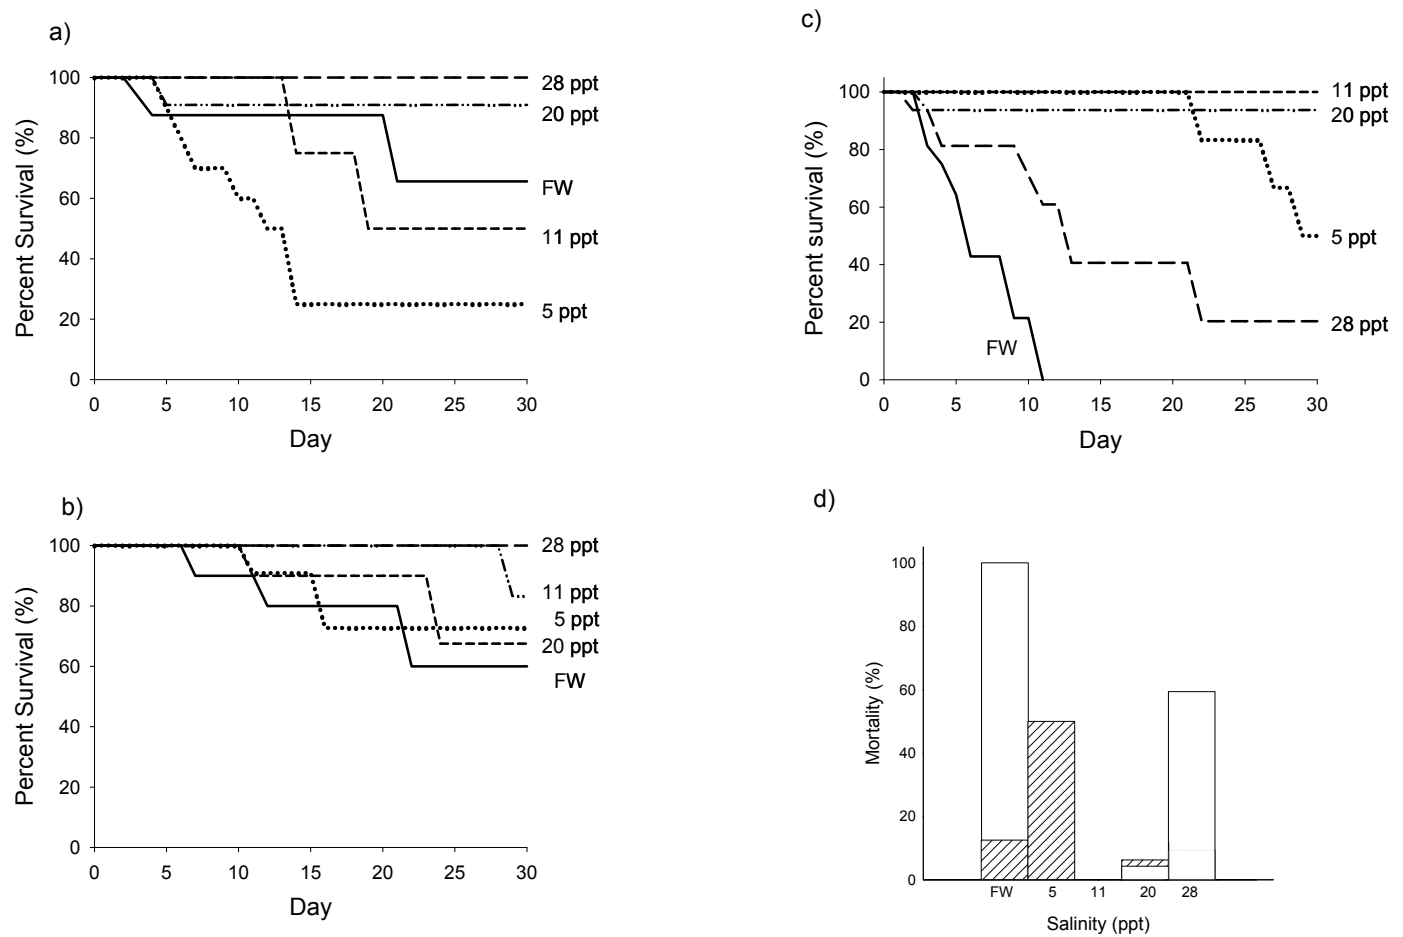 a)
Percent Survival (%)
100
80
60
40
20
0
28 ppt
20 ppt
FW
11 ppt
5 ppt
0 5 10 15 20 25 30
Day
c)
Percent survival (%)
100
80
60
40
20
0
11 ppt
20 ppt
5 ppt
28 ppt
FW
0 5 10 15 20 25 30
Day
b)
Percent Survival (%)
100
80
60
40
20
0
28 ppt
11 ppt
5 ppt
20 ppt
FW
0 5 10 15 20 25 30
Day
d)
Mortality (%)
100
80
60
40
20
0
FW 5 11 20 28
Salinity (ppt)